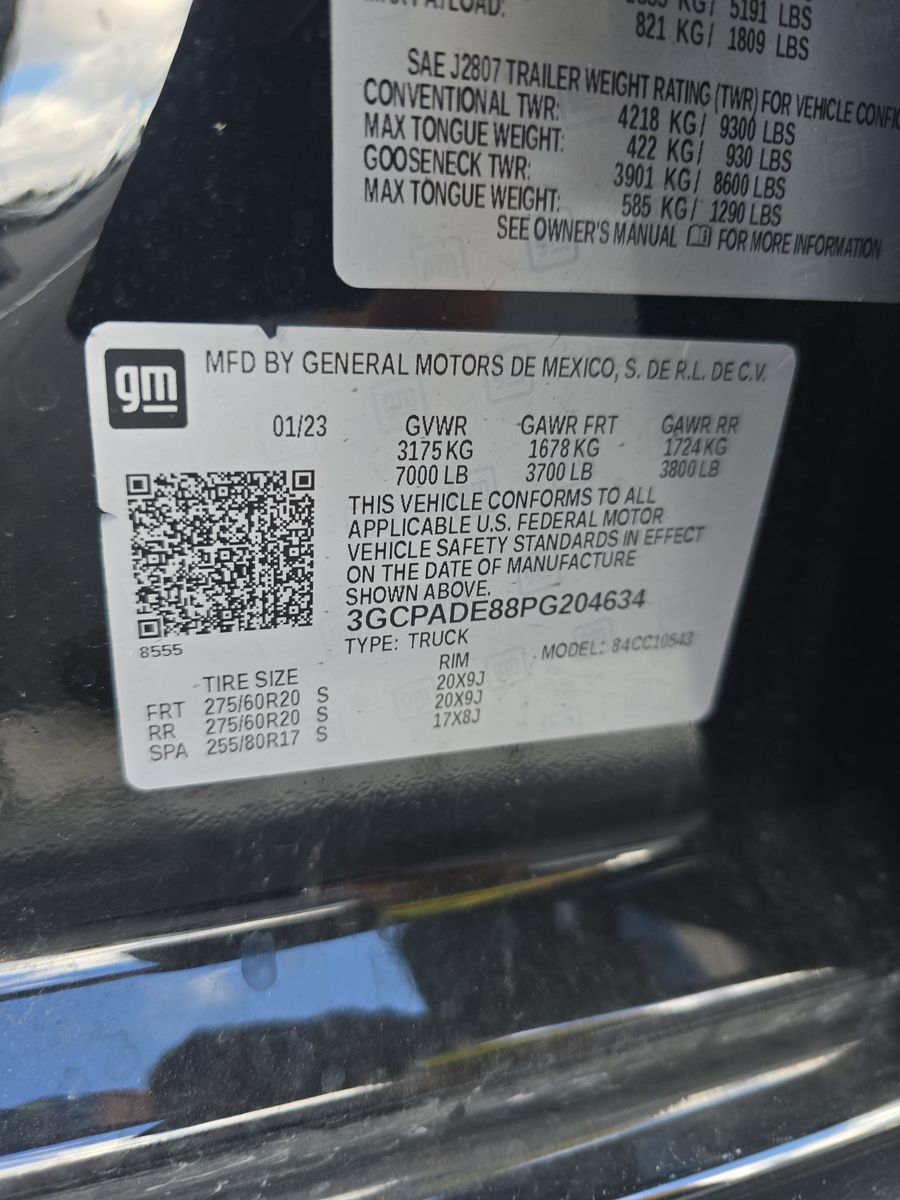 PAYLOAD:
KG/ 5191 LBS
821 KG/ 1809 LBS
SAE J2807 TRAILER WEIGHT RATING (TWR) FOR VEHICLE CONFIG
CONVENTIONAL TWR: 4218 KG/ 9300 LBS
MAX TONGUE WEIGHT: 422 KG/ 930 LBS
GOOSENECK TWR: 3901 KG/ 8600 LBS
MAX TONGUE WEIGHT: 585 KG/ 1290 LBS
SEE OWNER'S MANUAL FOR MORE INFORMATION
gm MFD BY GENERAL MOTORS DE MEXICO, S. DE R.L. DE C.V.
01/23 GVWR GAWR FRT GAWR RR
3175 KG 1678 KG 1724 KG
7000 LB 3700 LB 3800 LB
THIS VEHICLE CONFORMS TO ALL
APPLICABLE U.S. FEDERAL MOTOR
VEHICLE SAFETY STANDARDS IN EFFECT
ON THE DATE OF MANUFACTURE
SHOWN ABOVE.
3GCPADE88PG204634
8555
TYPE: TRUCK MODEL: 84CC10543
TIRE SIZE RIM
FRT 275/60R20 S 20X9J
RR 275/60R20 S 20X9J
SPA 255/80R17 S 17X8J